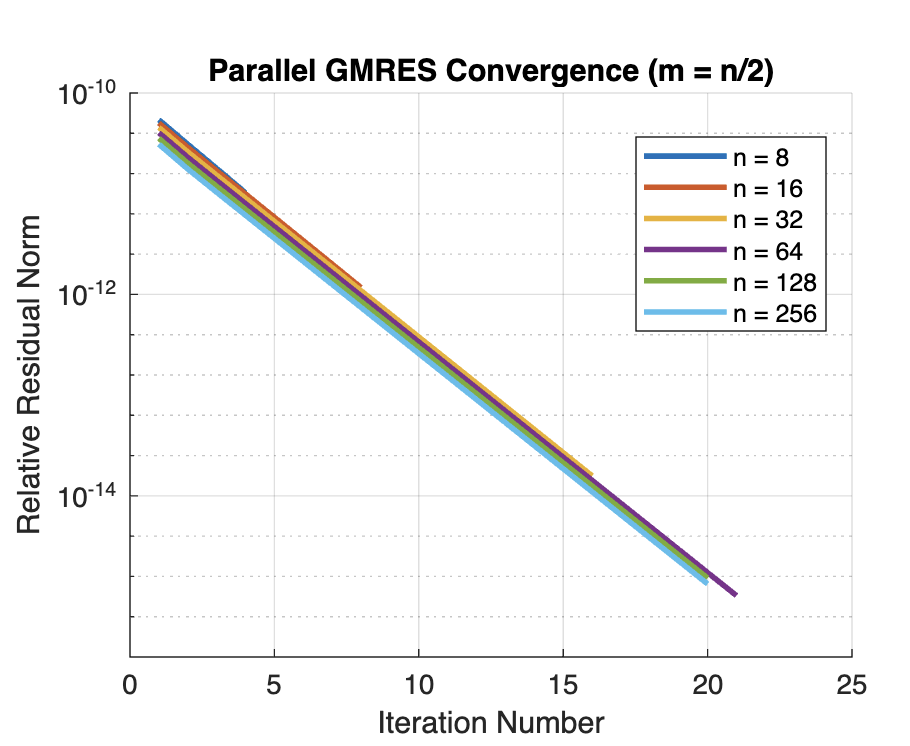 Parallel GMRES Convergence (m = n/2)
10^-10
10^-12
10^-14
Relative Residual Norm
n = 8
n = 16
n = 32
n = 64
n = 128
n = 256
0 5 10 15 20 25
Iteration Number